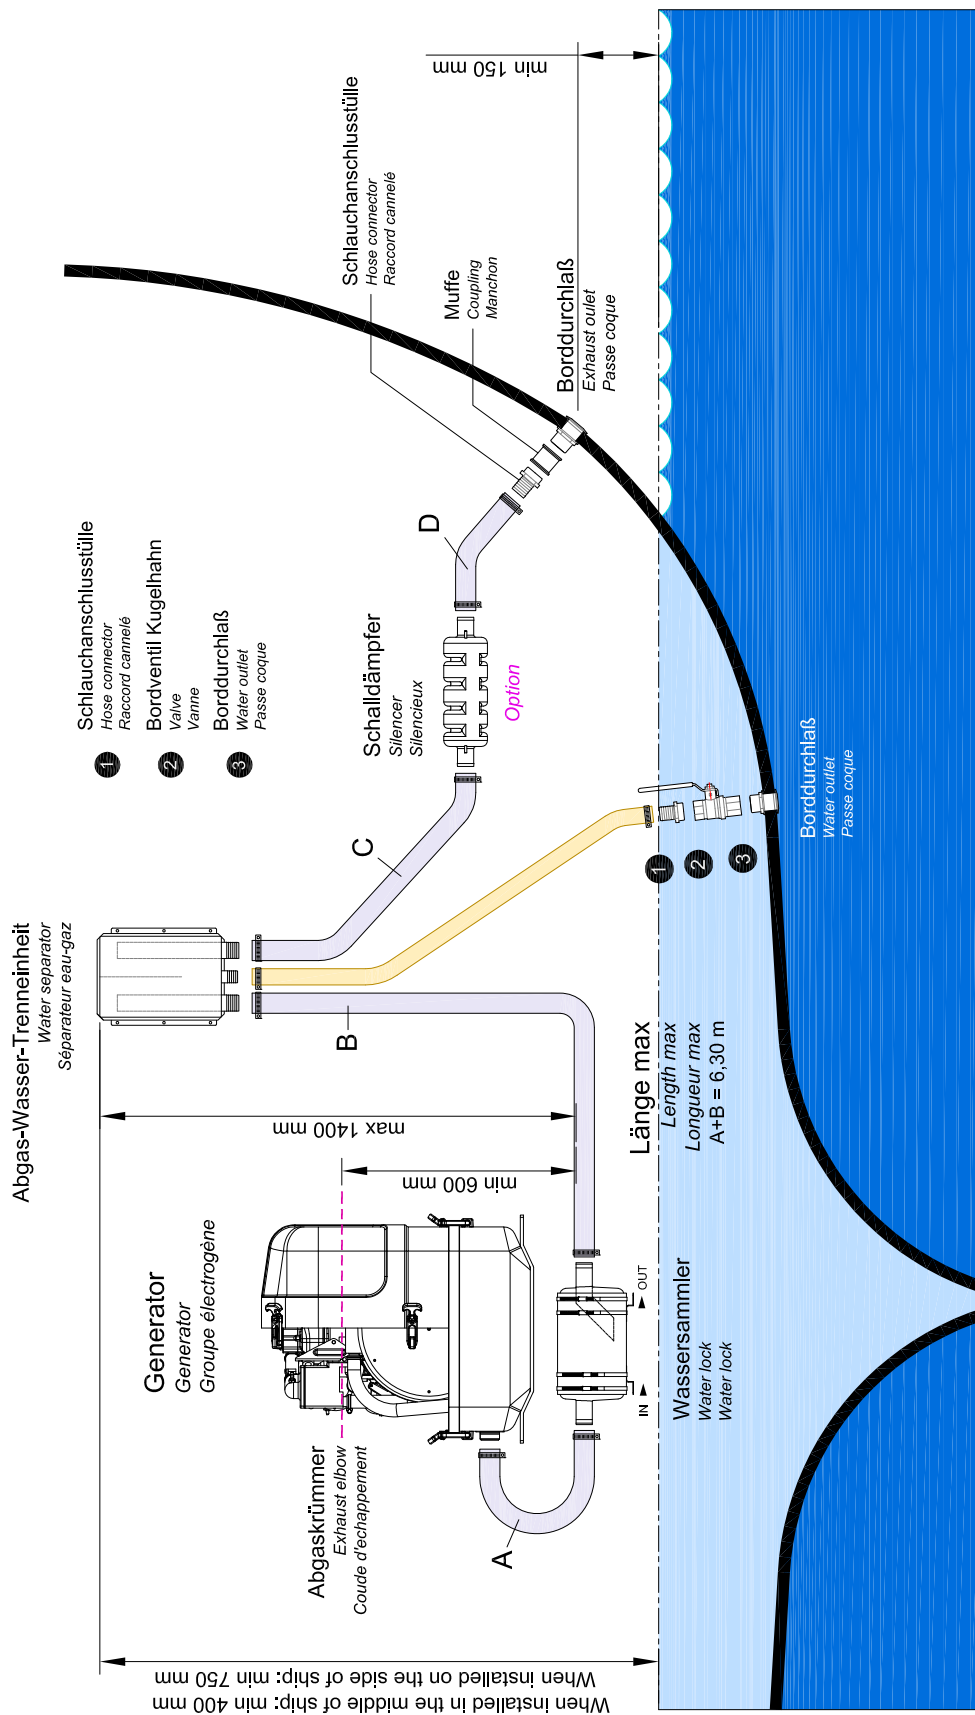 Abgas-Wasser-Trenneinheit
Water separator
Séparateur eau-gaz
1
Schlauchanschlusstülle
Hose connector
Raccord cannelé
2
Bordventil Kugelhahn
Valve
Vanne
3
Borddurchlaß
Water outlet
Passe coque
Generator
Generator
Groupe électrogène
Abgaskrümmer
Exhaust elbow
Coude d'echappement
max 1400 mm
min 600 mm
A
B
C
D
Schalldämpfer
Silencer
Silencieux
Option
Schlauchanschlusstülle
Hose connector
Raccord cannelé
Muffe
Coupling
Manchon
Borddurchlaß
Exhaust oulet
Passe coque
min 150 mm
When installed on the side of ship: min 750 mm
When installed in the middle of ship: min 400 mm
IN
OUT
Wassersammler
Water lock
Water lock
Länge max
Length max
Longueur max
A+B = 6,30 m
1
2
3
Borddurchlaß
Water outlet
Passe coque